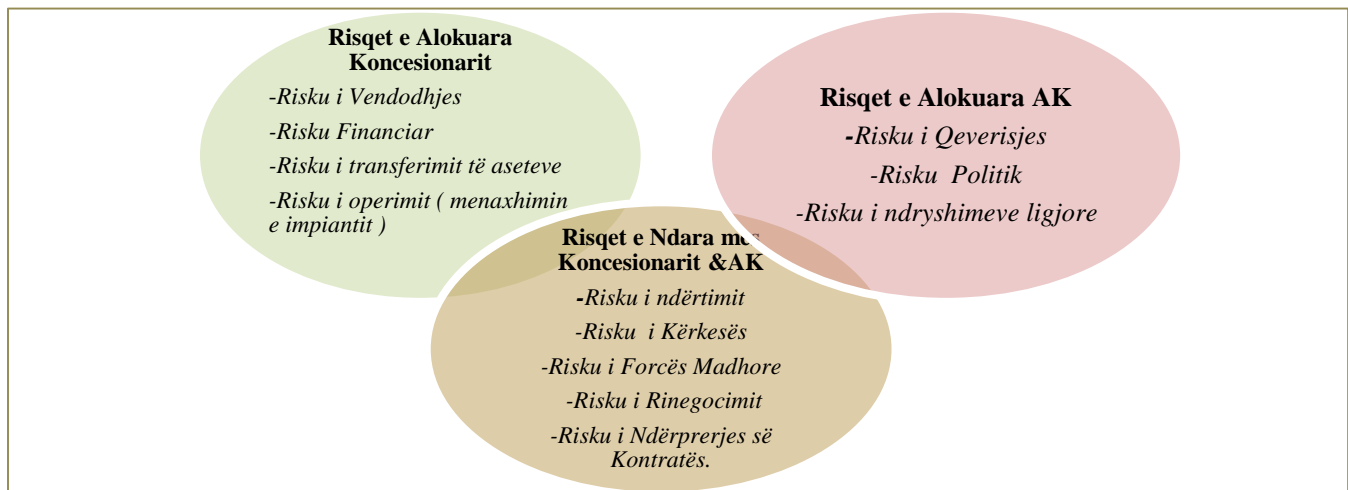 Risqet e Alokuara
Koncesionarit
-Risku i Vendodhjes
-Risku Financiar
-Risku i transferimit të aseteve
-Risku i operimit ( menaxhimin
e impiantit )
Risqet e Alokuara AK
-Risku i Qeverisjes
-Risku Politik
-Risku i ndryshimeve ligjore
Risqet e Ndara
Koncesionarit &AK
-Risku i ndërtimit
-Risku i Kërkesës
-Risku i Forcës Madhore
-Risku i Rinegocimit
-Risku i Ndërprerjes së
Kontratës.